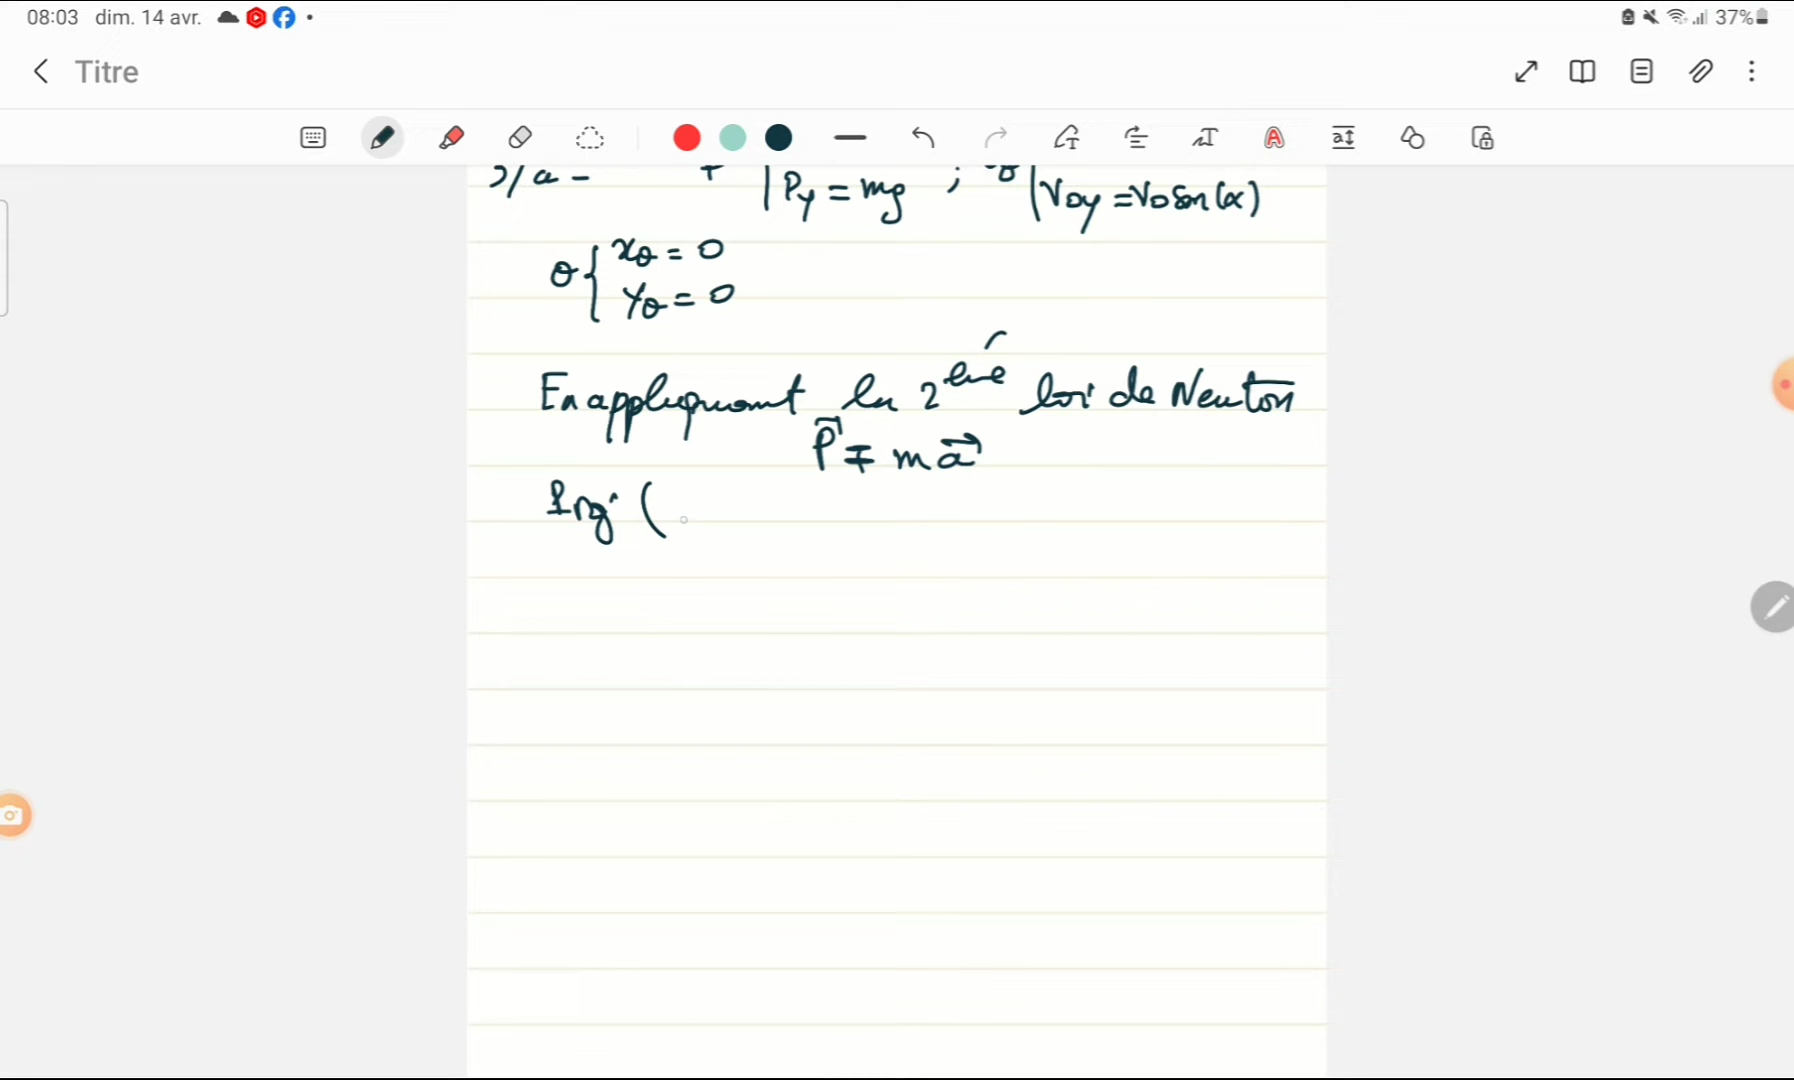 08:03 dim. 14 avr. 37%
Titre
Py = mg ; Voy = Vo sin(α)
O { xo = 0
Yo = 0
En appliquant la 2ème loi de Newton
P⃗ = ma⃗
(